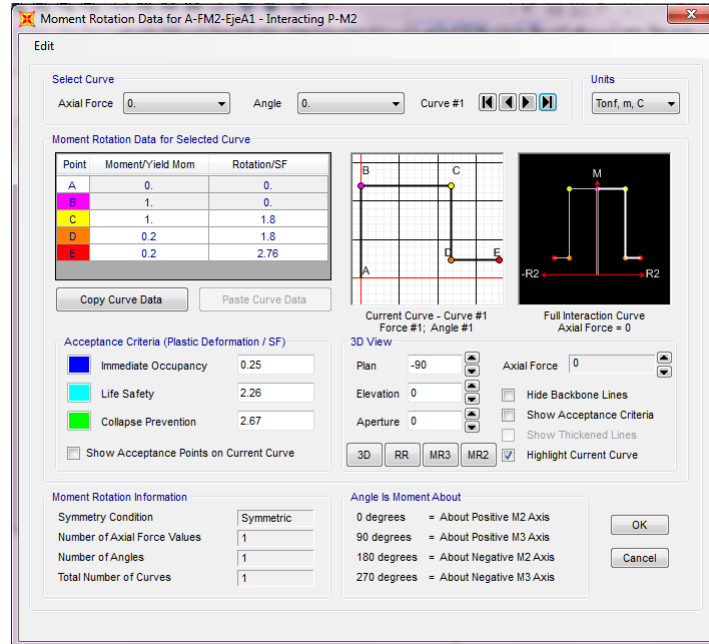 Moment Rotation Data for A-FM2-EjeA1 - Interacting P-M2
Edit
Select Curve
Axial Force 0. Angle 0. Curve #1
Units
Tonf, m, C
Moment Rotation Data for Selected Curve
Point Moment/Yield Mom Rotation/SF
A 0. 0.
B 1. 0.
C 1. 1.8
D 0.2 1.8
E 0.2 2.76
Copy Curve Data Paste Curve Data
B C
D E
A
Current Curve - Curve #1
Force #1; Angle #1
M
-R2 R2
Full Interaction Curve
Axial Force = 0
Acceptance Criteria (Plastic Deformation / SF)
Immediate Occupancy 0.25
Life Safety 2.26
Collapse Prevention 2.67
Show Acceptance Points on Current Curve
3D View
Plan -90
Elevation 0
Aperture 0
3D RR MR3 MR2
Axial Force 0
Hide Backbone Lines
Show Acceptance Criteria
Show Thickened Lines
Highlight Current Curve
Moment Rotation Information
Symmetry Condition Symmetric
Number of Axial Force Values 1
Number of Angles 1
Total Number of Curves 1
Angle Is Moment About
0 degrees = About Positive M2 Axis
90 degrees = About Positive M3 Axis
180 degrees = About Negative M2 Axis
270 degrees = About Negative M3 Axis
OK
Cancel